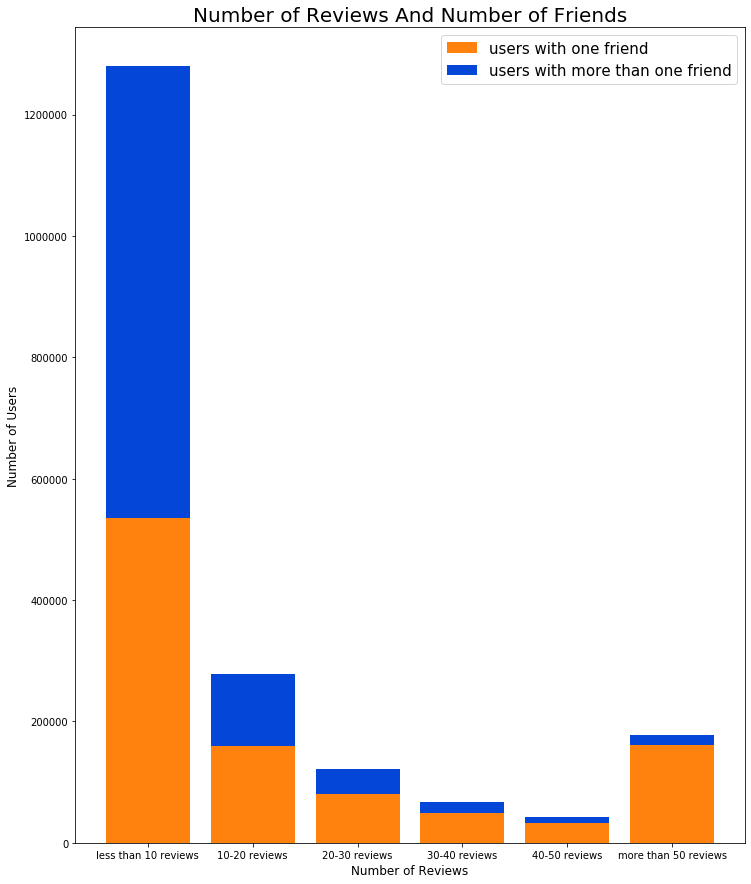 Number of Reviews And Number of Friends
users with one friend
users with more than one friend
1200000
1000000
800000
600000
400000
200000
0
Number of Users
less than 10 reviews
10-20 reviews
20-30 reviews
30-40 reviews
40-50 reviews
more than 50 reviews
Number of Reviews